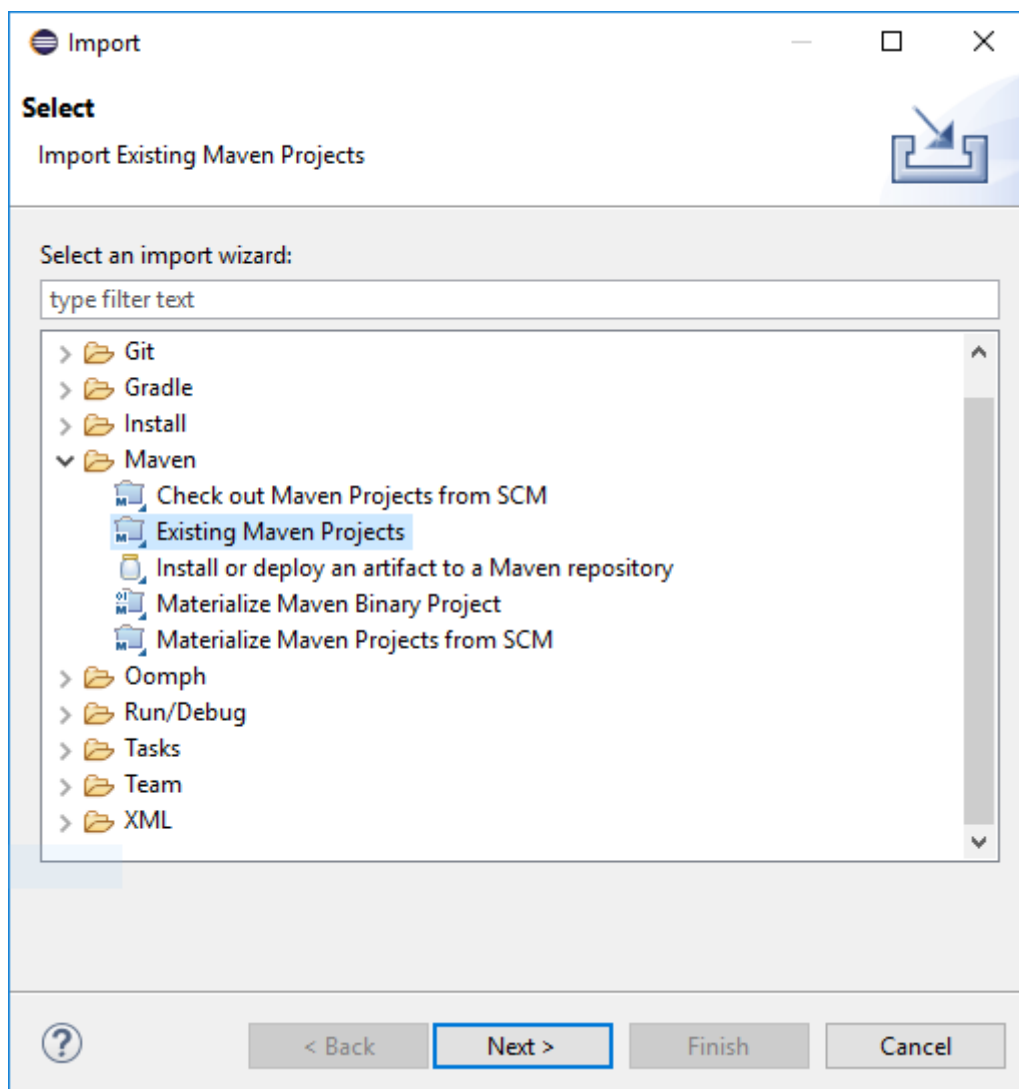 Import
Select
Import Existing Maven Projects
Select an import wizard:
type filter text
Git
Gradle
Install
Maven
Check out Maven Projects from SCM
Existing Maven Projects
Install or deploy an artifact to a Maven repository
Materialize Maven Binary Project
Materialize Maven Projects from SCM
Oomph
Run/Debug
Tasks
Team
XML
? < Back Next > Finish Cancel